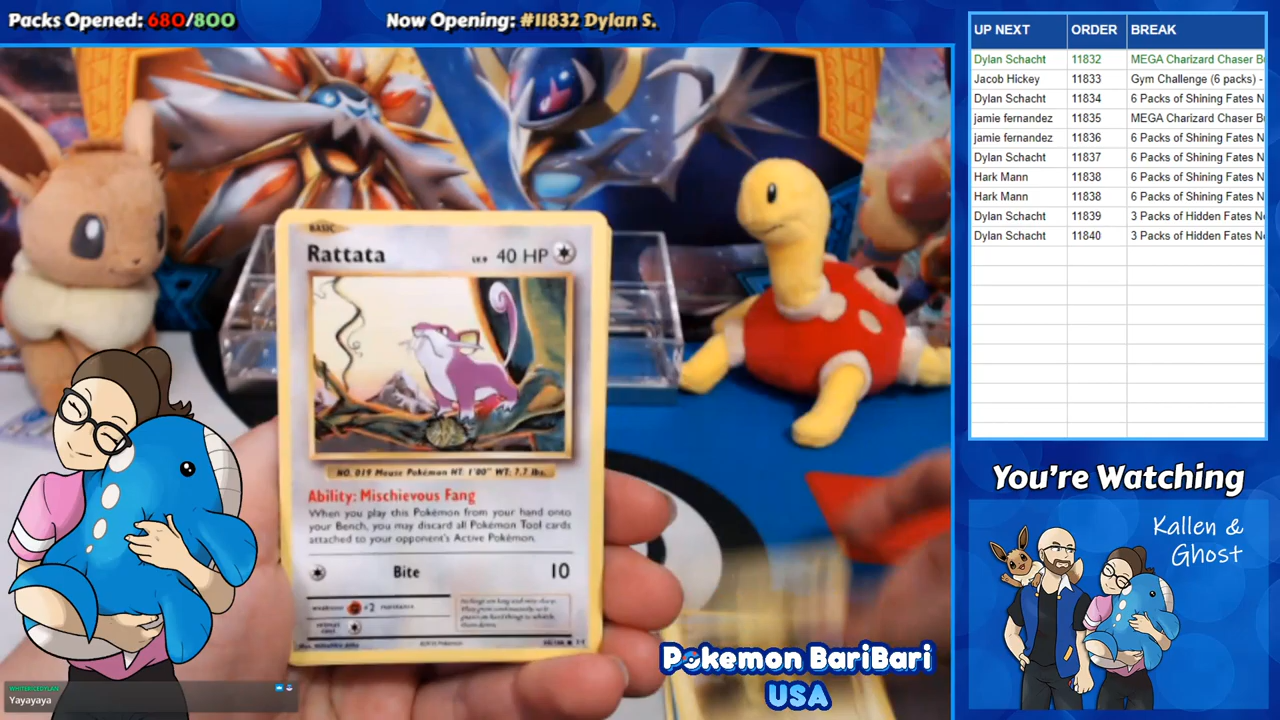 Packs Opened: 680/800
Now Opening: #11832 Dylan S.
UP NEXT ORDER BREAK
Dylan Schacht 11832 MEGA Charizard Chaser B
Jacob Hickey 11833 Gym Challenge (6 packs) -
Dylan Schacht 11834 6 Packs of Shining Fates N
jamie fernandez 11835 MEGA Charizard Chaser B
jamie fernandez 11836 6 Packs of Shining Fates N
Dylan Schacht 11837 6 Packs of Shining Fates N
Hark Mann 11838 6 Packs of Shining Fates N
Hark Mann 11838 6 Packs of Shining Fates N
Dylan Schacht 11839 3 Packs of Hidden Fates N
Dylan Schacht 11840 3 Packs of Hidden Fates N
BASIC
Rattata LV.9 40 HP
NO. 019 Mouse Pokémon HT: 1'00" WT: 7.7 lbs.
Ability: Mischievous Fang
When you play this Pokémon from your hand onto
your Bench, you may discard all Pokémon Tool cards
attached to your opponent's Active Pokémon.
Bite 10
weakness ×2 resistance
retreat cost
You're Watching
Kallen &
Ghost
Pokemon BariBari
USA
Yayayaya